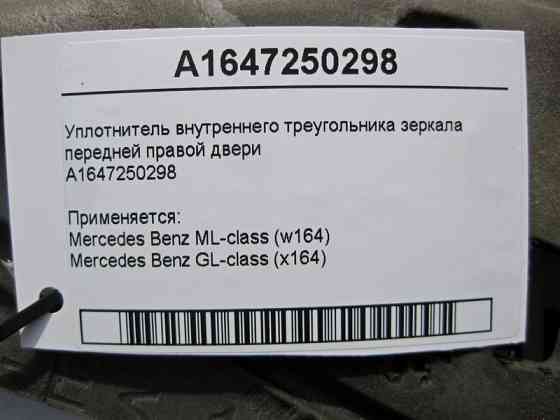 A1647250298
Уплотнитель внутреннего треугольника зеркала
передней правой двери
A1647250298
Применяется:
Mercedes Benz ML-class (w164)
Mercedes Benz GL-class (x164)